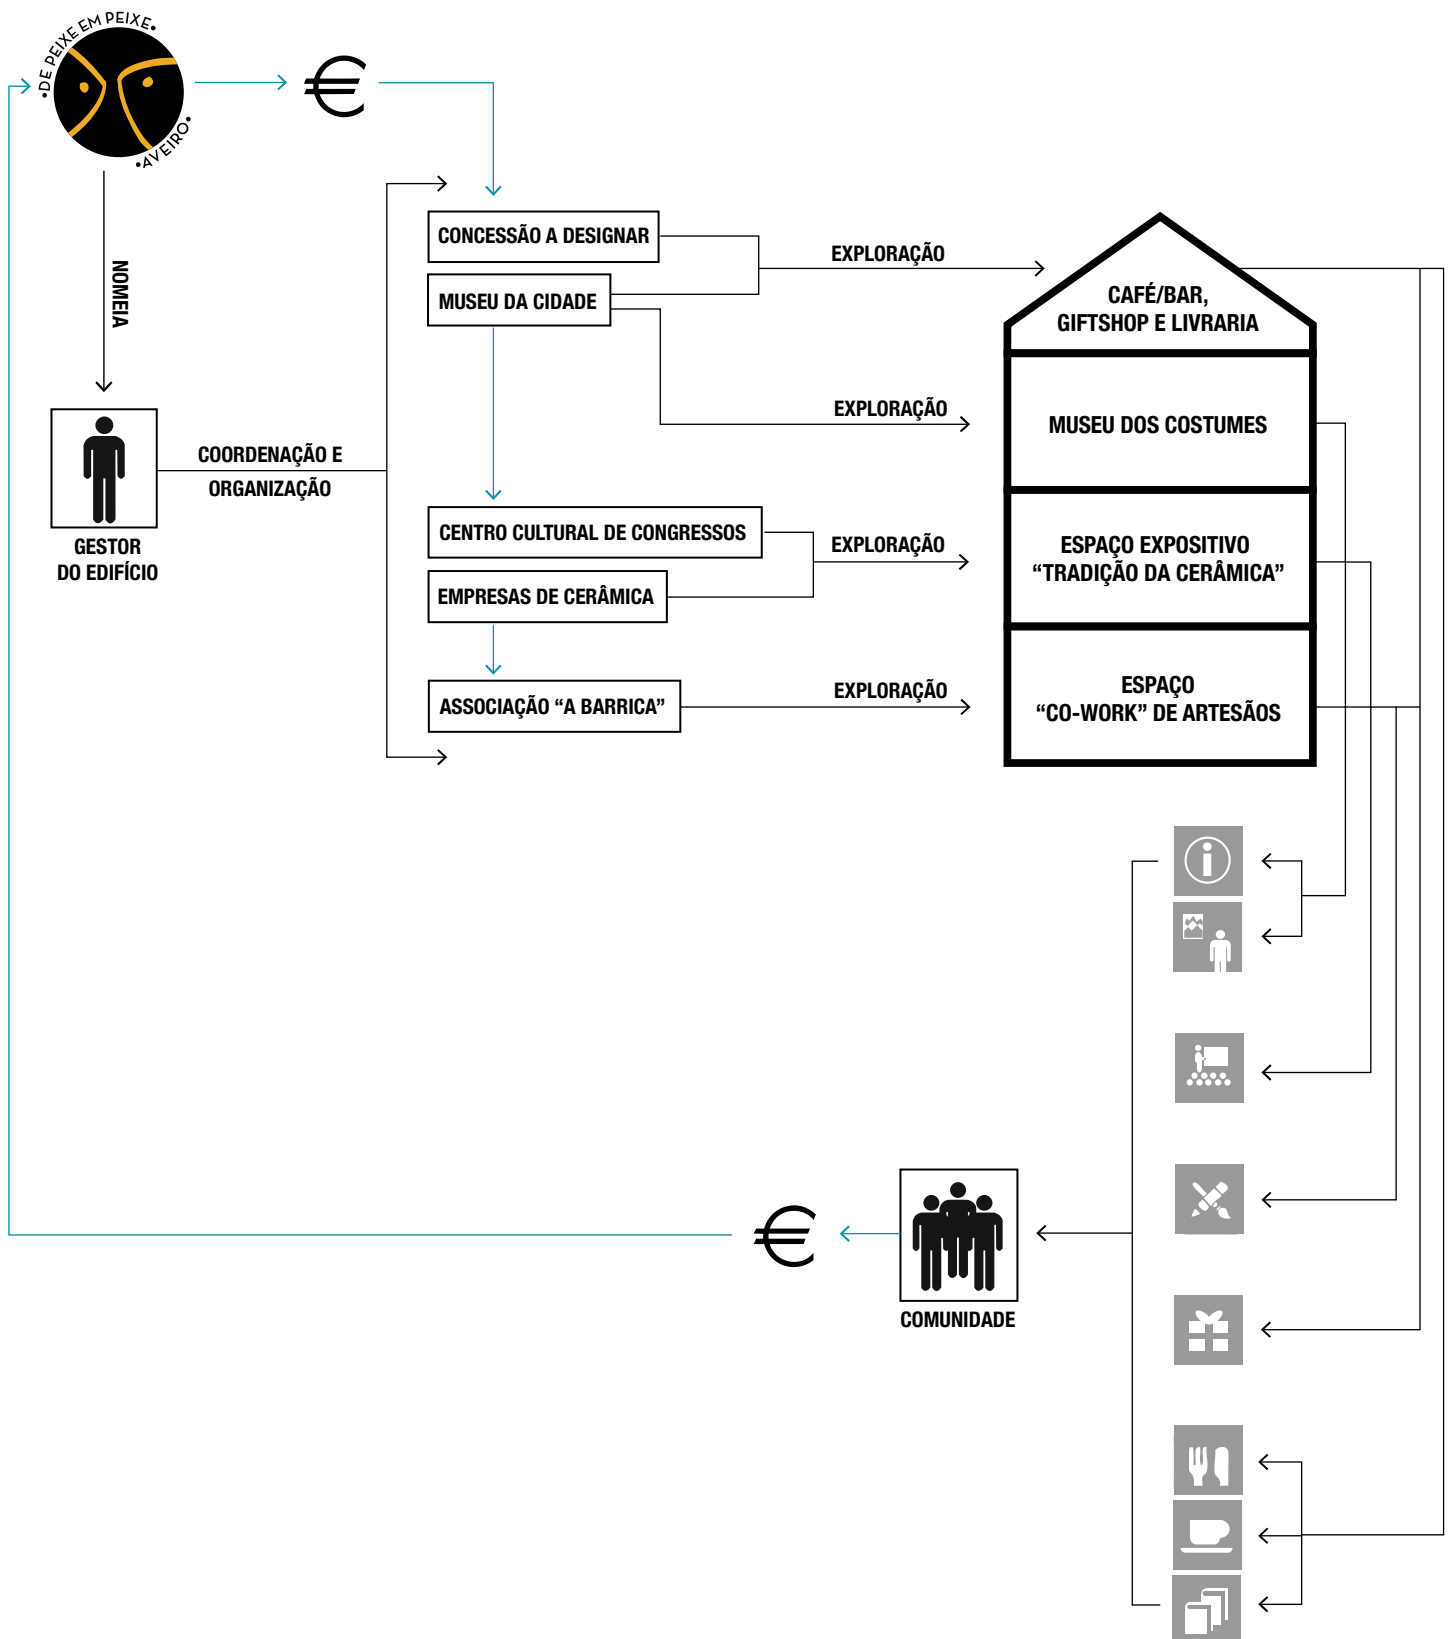 •DE PEIXE EM PEIXE•
•AVEIRO•
€
NOMEIA
CONCESSÃO A DESIGNAR
MUSEU DA CIDADE
EXPLORAÇÃO
CAFÉ/BAR,
GIFTSHOP E LIVRARIA
EXPLORAÇÃO
MUSEU DOS COSTUMES
COORDENAÇÃO E
ORGANIZAÇÃO
GESTOR
DO EDIFÍCIO
CENTRO CULTURAL DE CONGRESSOS
EMPRESAS DE CERÂMICA
EXPLORAÇÃO
ESPAÇO EXPOSITIVO
“TRADIÇÃO DA CERÂMICA”
ASSOCIAÇÃO “A BARRICA”
EXPLORAÇÃO
ESPAÇO
“CO-WORK” DE ARTESÃOS
i
€
COMUNIDADE